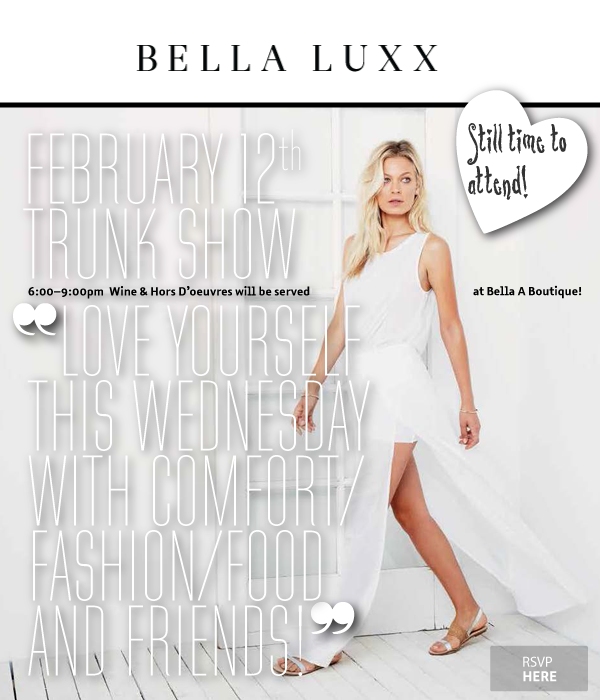 BELLA LUXX
Still time to
attend!
FEBRUARY 12th
TRUNK SHOW
6:00–9:00pm Wine & Hors D'oeuvres will be served
at Bella A Boutique!
“LOVE YOURSELF
THIS WEDNESDAY
WITH COMFORT/
FASHION/FOOD
AND FRIENDS!”
RSVP
HERE